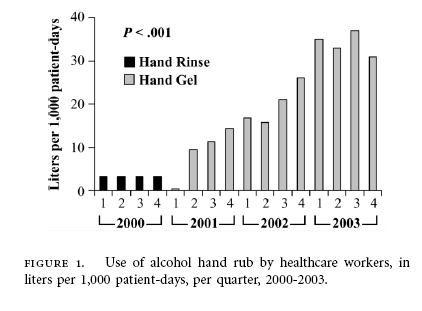 40
P < .001
Hand Rinse
30
Hand Gel
20
10
0
Liters per 1,000 patient-days
1 2 3 4 1 2 3 4 1 2 3 4 1 2 3 4
2000 2001 2002 2003
FIGURE 1. Use of alcohol hand rub by healthcare workers, in
liters per 1,000 patient-days, per quarter, 2000-2003.